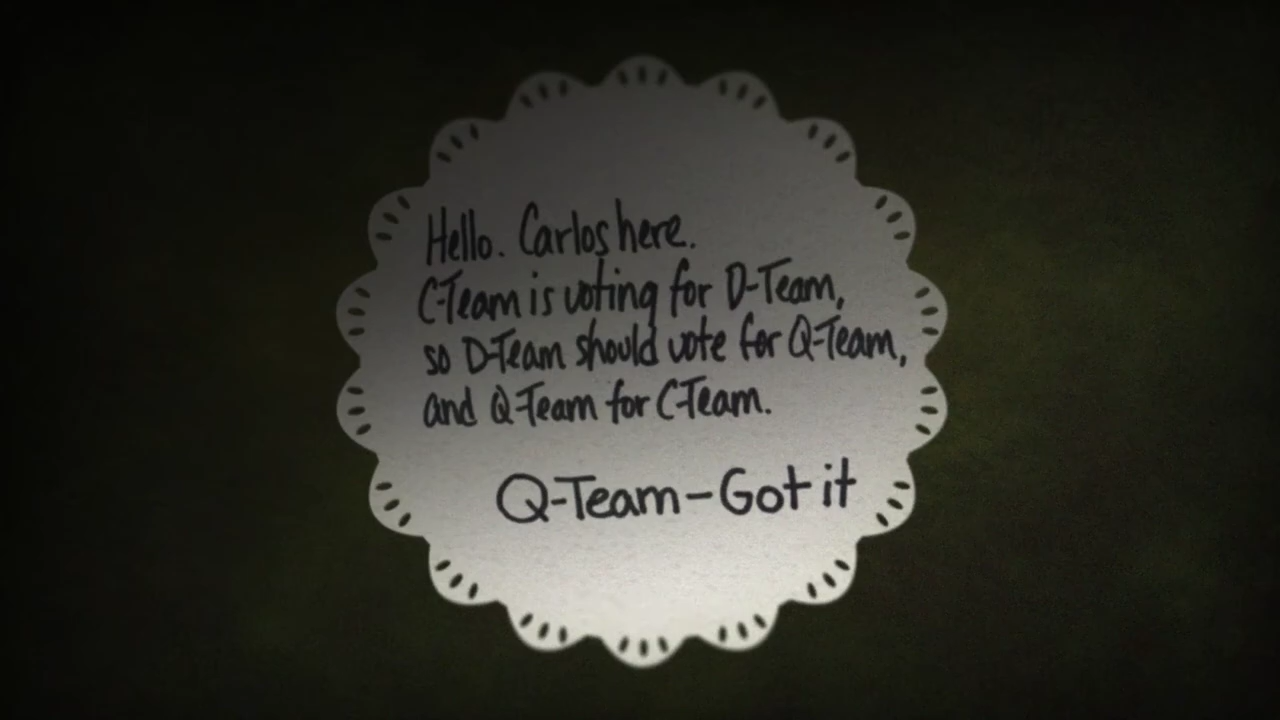 Hello. Carlos here.
C-Team is voting for D-Team,
so D-Team should vote for Q-Team,
and Q-Team for C-Team.
Q-Team-Got it